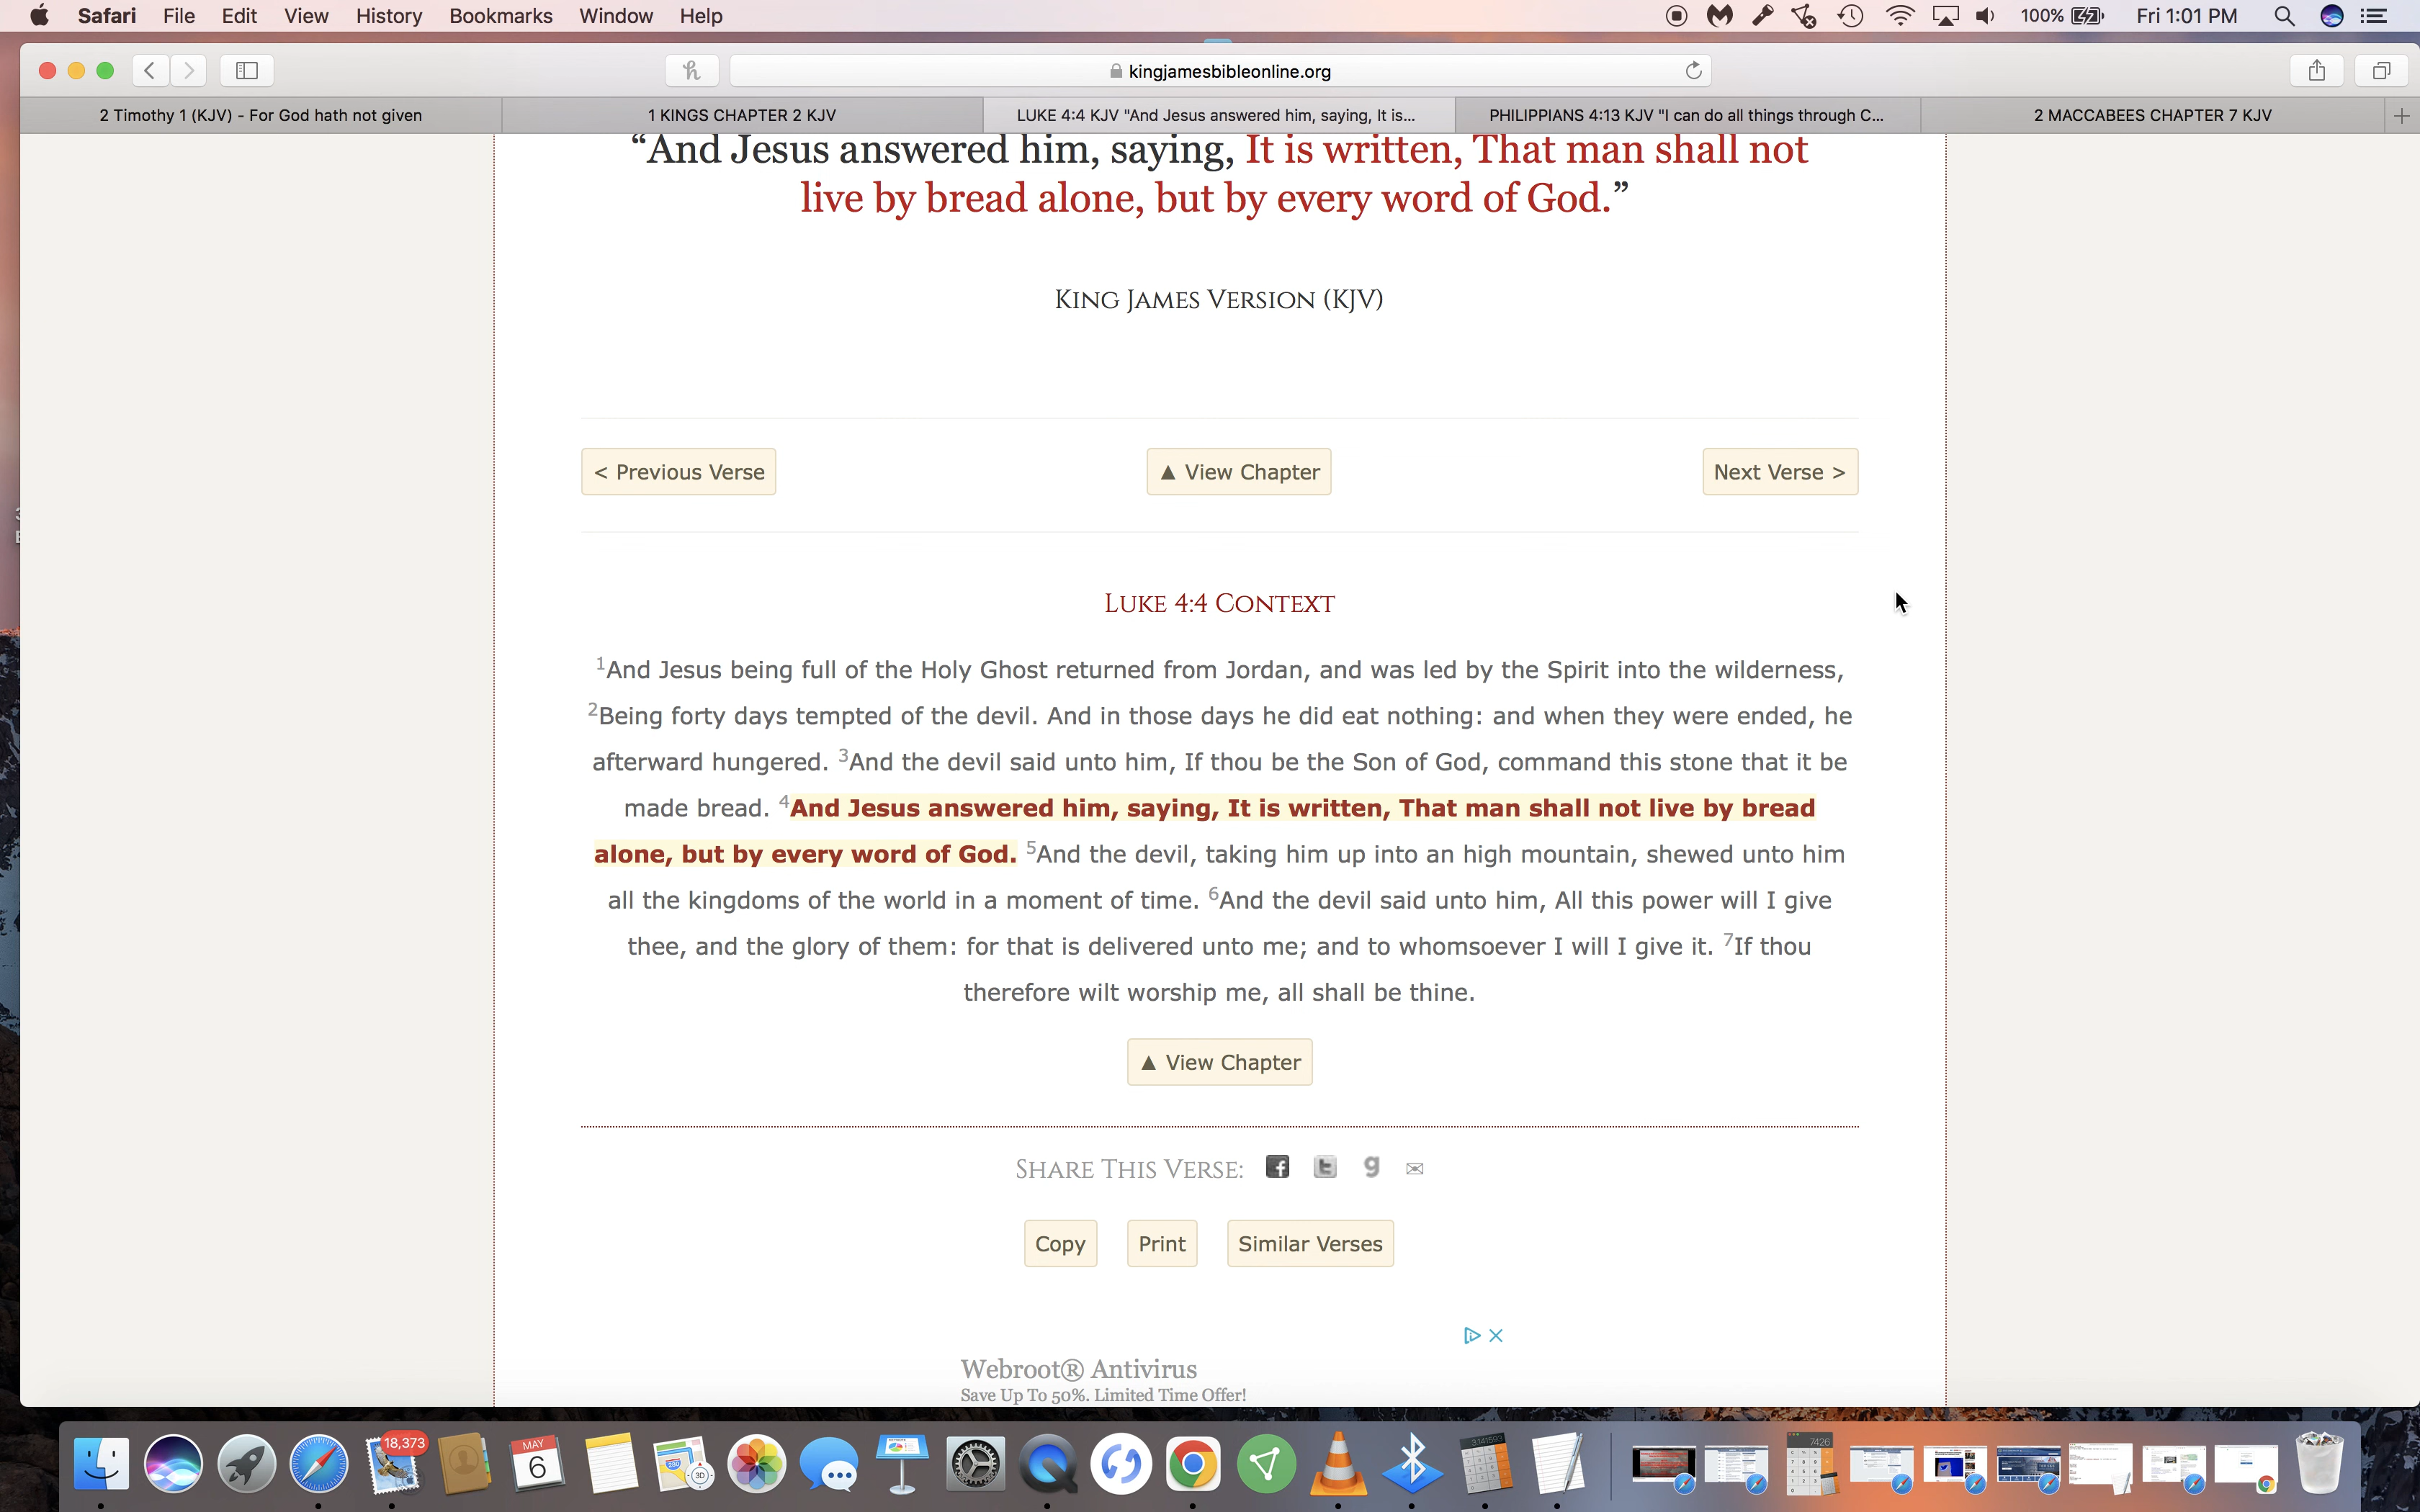 Safari File Edit View History Bookmarks Window Help 100% Fri 1:01 PM
kingjamesbibleonline.org
2 Timothy 1 (KJV) - For God hath not given
1 KINGS CHAPTER 2 KJV
LUKE 4:4 KJV "And Jesus answered him, saying, It is...
PHILIPPIANS 4:13 KJV "I can do all things through C...
2 MACCABEES CHAPTER 7 KJV
“And Jesus answered him, saying, It is written, That man shall not
live by bread alone, but by every word of God.”
King James Version (KJV)
< Previous Verse
▲ View Chapter
Next Verse >
Luke 4:4 Context
1And Jesus being full of the Holy Ghost returned from Jordan, and was led by the Spirit into the wilderness,
2Being forty days tempted of the devil. And in those days he did eat nothing: and when they were ended, he
afterward hungered. 3And the devil said unto him, If thou be the Son of God, command this stone that it be
made bread. 4And Jesus answered him, saying, It is written, That man shall not live by bread
alone, but by every word of God. 5And the devil, taking him up into an high mountain, shewed unto him
all the kingdoms of the world in a moment of time. 6And the devil said unto him, All this power will I give
thee, and the glory of them: for that is delivered unto me; and to whomsoever I will I give it. 7If thou
therefore wilt worship me, all shall be thine.
▲ View Chapter
Share This Verse:
Copy
Print
Similar Verses
Webroot® Antivirus
Save Up To 50%. Limited Time Offer!
18,373
MAY
6
3D
3.141593
7426